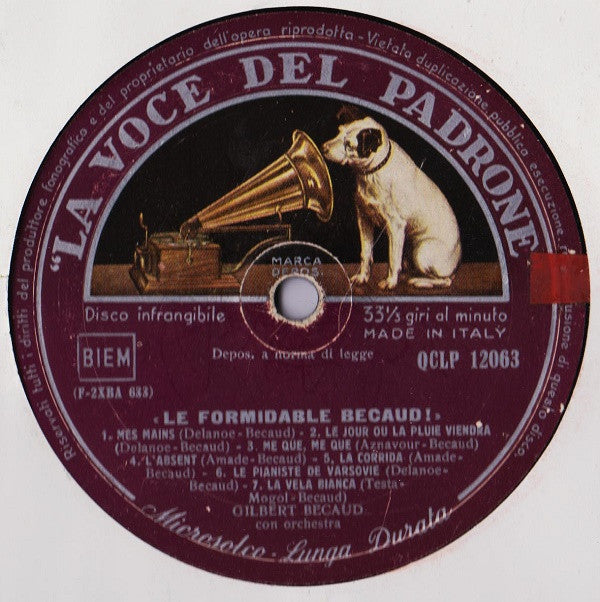 Riservati tutti i diritti del produttore fonografico e del proprietario dell'opera riprodotta - Vietata duplicazione, pubblica esecuzione, r
usione di questo disco.
"LA VOCE DEL PADRONE
MARCA
DEPOS.
Disco infrangibile
33⅓ giri al minuto
MADE IN ITALY
BIEM
Depos. a norma di legge
QCLP 12063
(F-2XBA 633)
«LE FORMIDABLE BECAUD!»
1. MES MAINS (Delanoe-Becaud) - 2. LE JOUR OU LA PLUIE VIENDRA
(Delanoe-Becaud) - 3. ME QUE, ME QUE (Aznavour-Becaud)
4. L'ABSENT (Amade-Becaud) - 5. LA CORRIDA (Amade-
Becaud) - 6. LE PIANISTE DE VARSOVIE (Delanoe-
Becaud) - 7. LA VELA BIANCA (Testa-
Mogol-Becaud)
GILBERT BECAUD
con orchestra
Microsolco - Lunga Durata